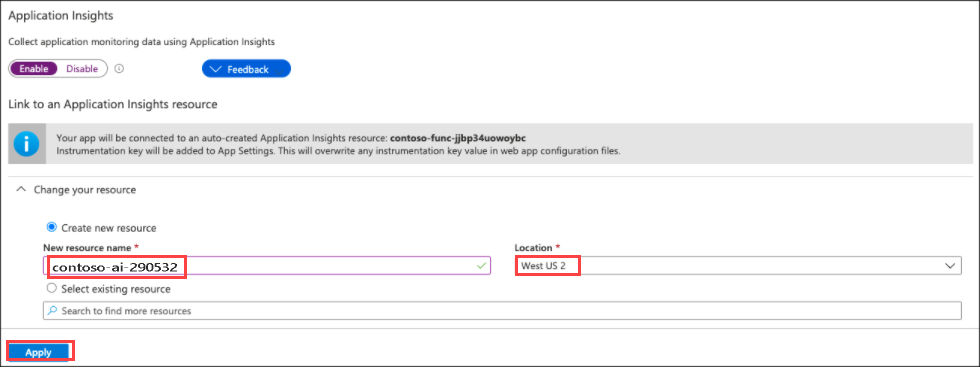 Application Insights
Collect application monitoring data using Application Insights
Enable Disable
Feedback
Link to an Application Insights resource
Your app will be connected to an auto-created Application Insights resource: contoso-func-jjbp34uowoybc
Instrumentation key will be added to App Settings. This will overwrite any instrumentation key value in web app configuration files.
Change your resource
Create new resource
New resource name * Location *
contoso-ai-290532 West US 2
Select existing resource
Search to find more resources
Apply